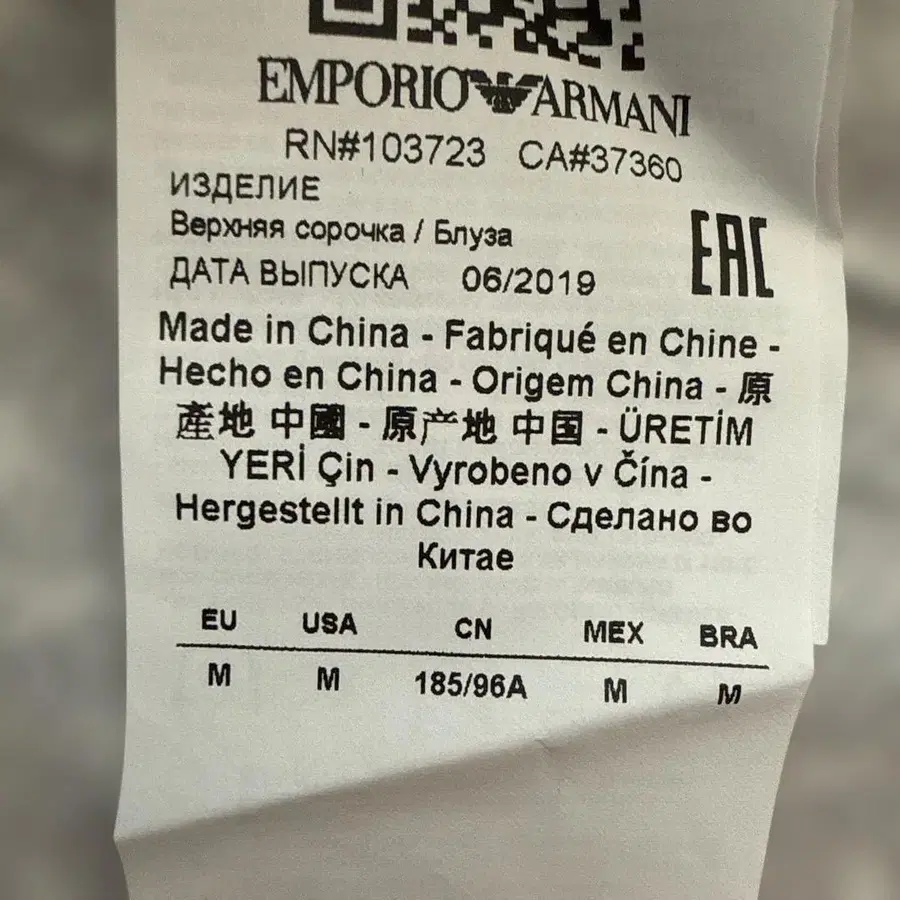 EMPORIO ARMANI
RN#103723 CA#37360
ИЗДЕЛИЕ
Верхняя сорочка / Блуза
ДАТА ВЫПУСКА 06/2019
EAC
Made in China - Fabriqué en Chine -
Hecho en China - Origem China - 原
產地 中國 - 原产地 中国 - ÜRETİM
YERİ Çin - Vyrobeno v Čína -
Hergestellt in China - Сделано во
Китае
EU USA CN MEX BRA
M M 185/96A M M